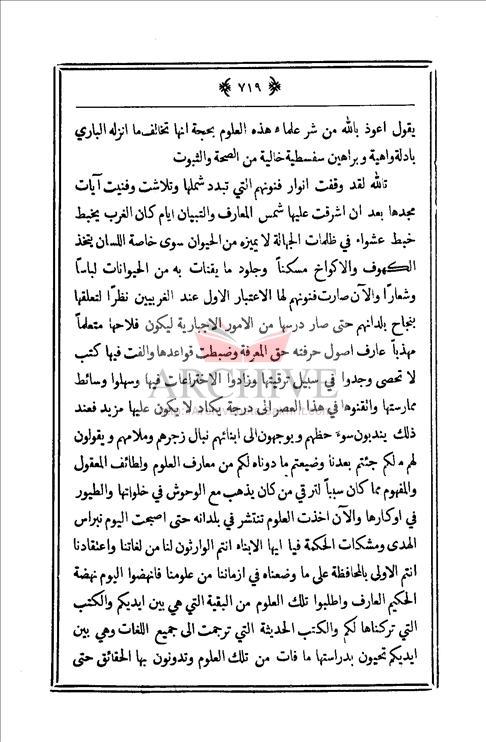 ٧١٩
يقول اعوذ بالله من شر علماء هذه العلوم بحجة انها تخالف ما انزله الباري
بادلة واهية وبراهين سفسطية خالية من الصحة والثبوت
تالله لقد وقفت انوار فنونهم التي تبدد شملها وتلاشت وفنيت آيات
مجدها بعد ان اشرقت عليها شمس المعارف والتبيان ايام كان الغرب يخبط
خبط عشواء في ظلمات الجهالة لا يميزه من الحيوان سوى خاصة اللسان يتخذ
الكهوف والاكواخ مسكناً وجلود ما يقنات به من الحيوانات لباساً
وشعارًا والآن صارت فنونهم لها الاعتبار الاول عند الغربيين نظرًا لتعلقها
بنجاح بلدانهم حتى صار درسها من الامور الاجبارية ليكون فلاحها متعلماً
مهذباً عارف اصول حرفته حق المعرفة وضبطت قواعدها والفت فيها كتب
لا تحصى وجدوا في سبيل ترقيتها وزادوا الاختراعات فيها وسهلوا وسائط
ممارستها واتقنوها في هذا العصر الى درجة يكاد لا يكون عليها مزيد فعند
ذلك يندبون سوء حظهم ويوجهون الى ابنائهم نبال زجرهم وملامهم ويقولون
لهم ما لكم جئتم بعدنا وضيعتم ما دوناه لكم من معارف العلوم ولطائف المعقول
والمفهوم مما كان سبباً لترقي من كان يذهب مع الوحوش في خلواتها والطيور
في اوكارها والآن اخذت العلوم تنتشر في بلدانه حتى اصبحت اليوم نبراس
الهدى ومشكات الحكمة فيا ايها الابناء انتم الوارثون لنا من لغاتنا واعتقادنا
انتم الاولى بالمحافظة على ما وضعناه في ازماننا من علومنا فانهضوا اليوم نهضة
الحكيم العارف واطلبوا تلك العلوم من البقية التي هي بين ايديكم والكتب
التي تركناها لكم والكتب الحديثة التي ترجمت الى جميع اللغات وهي بين
ايديكم تحيون بدراستها ما فات من تلك العلوم وتدونون بها الحقائق حتى
ARCHIVE